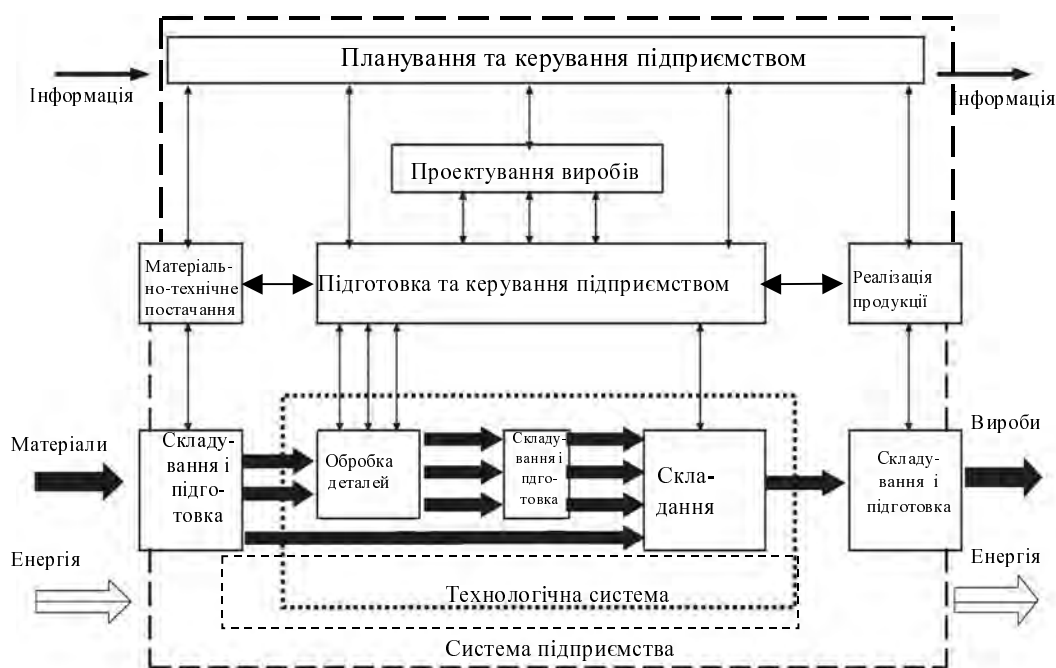 Планування та керування підприємством
Інформація
Інформація
Проектування виробів
Матеріаль-
но-технічне
постачання
Підготовка та керування підприємством
Реалізація
продукції
Матеріали
Складу-
вання і
підго-
товка
Обробка
деталей
Складу-
вання і
пдготовка
Скла-
дання
Складу-
вання і
підготовка
Вироби
Енергія
Енергія
Технологічна система
Система підприємства